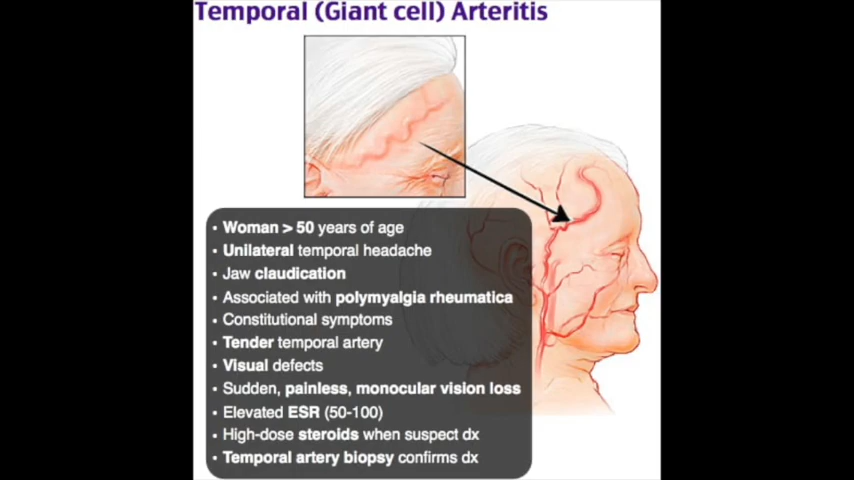 Temporal (Giant cell) Arteritis
• Woman > 50 years of age
• Unilateral temporal headache
• Jaw claudication
• Associated with polymyalgia rheumatica
• Constitutional symptoms
• Tender temporal artery
• Visual defects
• Sudden, painless, monocular vision loss
• Elevated ESR (50-100)
• High-dose steroids when suspect dx
• Temporal artery biopsy confirms dx